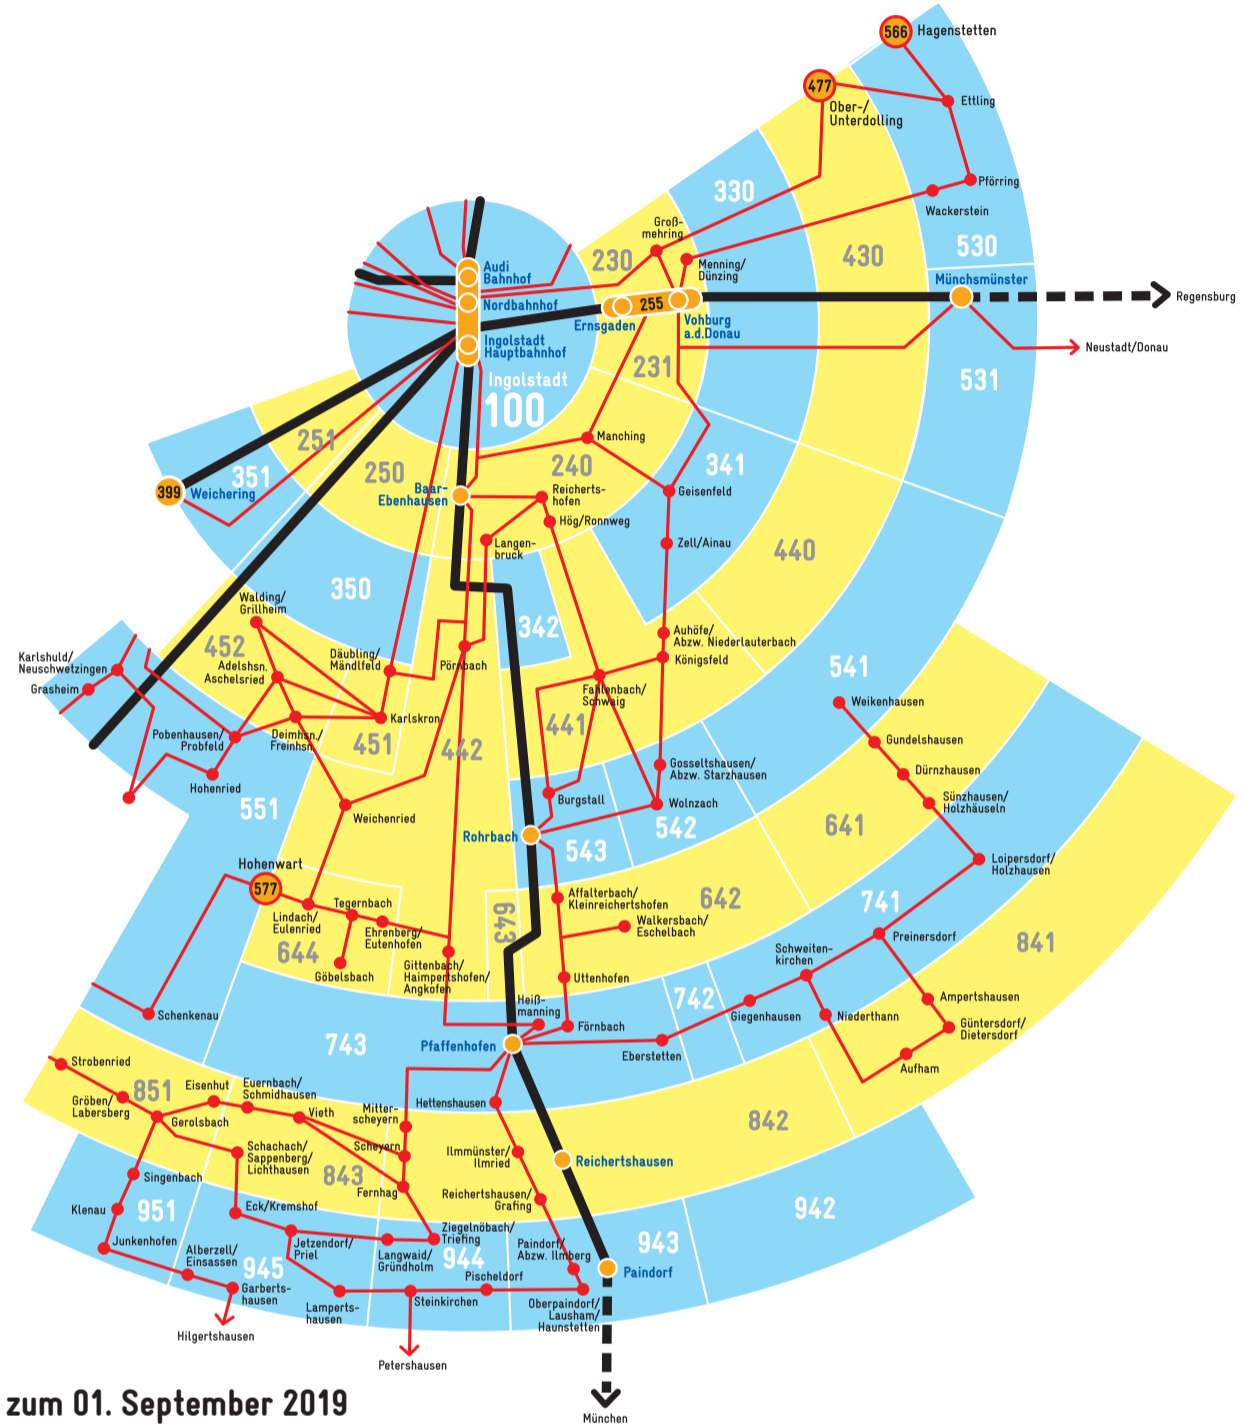 566
Hagenstetten
477
Ober-/
Unterdolling
Ettling
Pförring
Wackerstein
330
430
530
Groß-
mehring
230
Menning/
Dünzing
Münchsmünster
Regensburg
Neustadt/Donau
531
Audi
Bahnhof
Nordbahnhof
Ingolstadt
Hauptbahnhof
Ingolstadt
100
Ernsgaden
255
Vohburg
a.d.Donau
231
Manching
240
341
Geisenfeld
Zell/Ainau
440
251
351
250
399
Weichering
Baar-
Ebenhausen
Reicherts-
hofen
Hög/Ronnweg
Langen-
bruck
350
342
Walding/
Grillheim
452
Adelshsn.
Aschelsried
Däubling/
Mändlfeld
Pörnbach
Karlshuld/
Neuschwetzingen
Grasheim
Karlskron
Pobenhausen/
Probfeld
Deimhsn./
Freinhsn.
451
442
Hohenried
551
Weichenried
Auhöfe/
Abzw. Niederlauterbach
Königsfeld
Fahlenbach/
Schwaig
441
541
Weikenhausen
Gundelshausen
Dürnzhausen
Sünzhausen/
Holzhäuseln
Gosseltshausen/
Abzw. Starzhausen
Burgstall
Wolnzach
Rohrbach
543
542
641
Loipersdorf/
Holzhausen
Hohenwart
577
Lindach/
Eulenried
Tegernbach
Ehrenberg/
Eutenhofen
644
Göbelsbach
Gittenbach/
Haimpertshofen/
Angkofen
643
Affalterbach/
Kleinreichertshofen
642
Walkersbach/
Eschelbach
741
Preinersdorf
841
Uttenhofen
Schweiten-
kirchen
742
Giegenhausen
Niederthann
Ampertshausen
Güntersdorf/
Dietersdorf
Aufham
Schenkenau
743
Heiß-
manning
Förnbach
Pfaffenhofen
Eberstetten
Strobenried
851
Gröben/
Labersberg
Gerolsbach
Eisenhut
Euernbach/
Schmidhausen
Vieth
Mitter-
scheyern
Hettenshausen
842
Scheyern
Schachach/
Sappenberg/
Lichthausen
843
Fernhag
Ilmmünster/
Ilmried
Reichertshausen
Reichertshausen/
Grafing
Singenbach
Klenau
951
Junkenhofen
Eck/Kremshof
Jetzendorf/
Priel
Ziegelnöbach/
Triefing
Langwaid/
Gründholm
944
Paindorf/
Abzw. Ilmberg
943
942
Paindorf
Alberzell/
Einsassen
945
Garberts-
hausen
Lamperts-
hausen
Pischeldorf
Steinkirchen
Oberpaindorf/
Lausham/
Haunstetten
Hilgertshausen
Petershausen
München
zum 01. September 2019